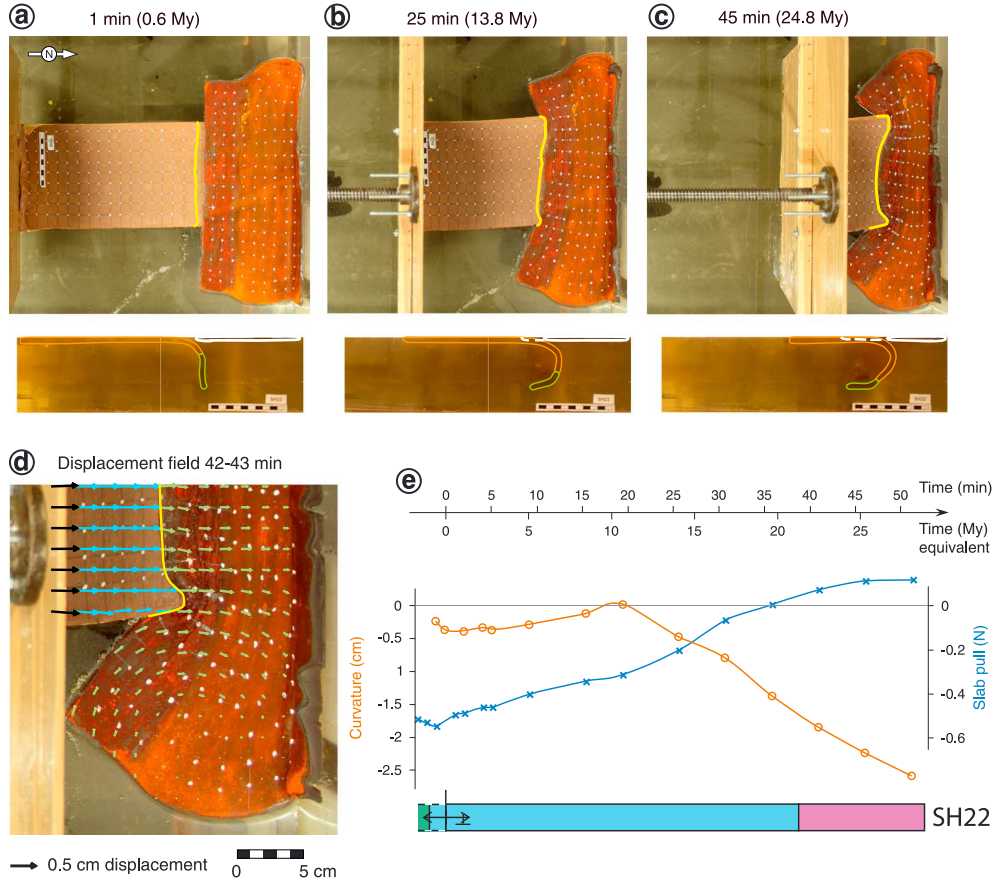 a 1 min (0.6 My)
b 25 min (13.8 My)
c 45 min (24.8 My)
N
SH22
SH22
SH22
d Displacement field 42-43 min
e
0 5 10 15 20 25 30 35 40 45 50 Time (min)
0 5 10 15 20 25 Time (My)
equivalent
0
-0.5
1
-1.5
-2
-2.5
Curvature (cm)
0
-0.2
-0.4
-0.6
Slab pull (N)
SH22
0.5 cm displacement
0 5 cm